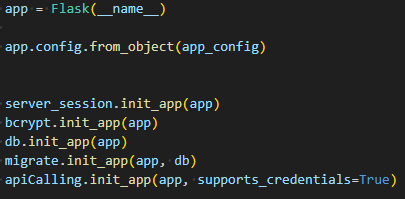 app = Flask(__name__)
app.config.from_object(app_config)
server_session.init_app(app)
bcrypt.init_app(app)
db.init_app(app)
migrate.init_app(app, db)
apiCalling.init_app(app, supports_credentials=True)